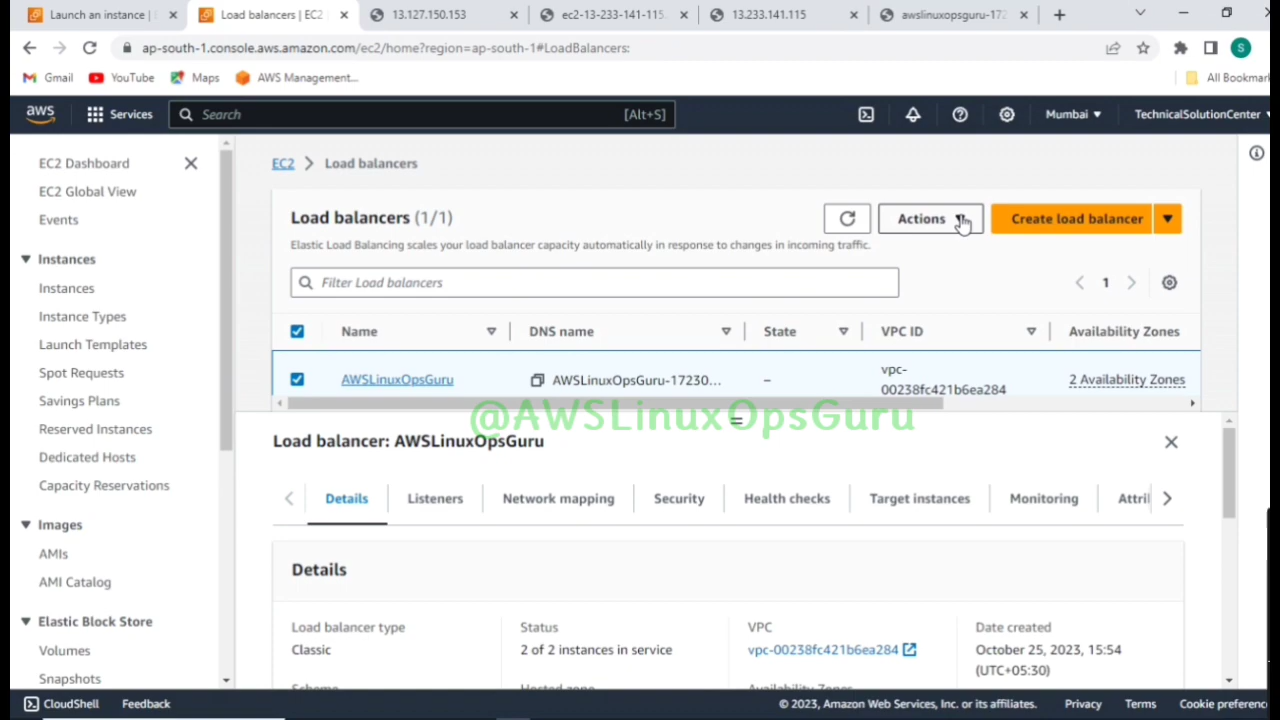 Launch an instance |
Load balancers | EC2
13.127.150.153
ec2-13-233-141-115.
13.233.141.115
awslinuxopsguru-172
ap-south-1.console.aws.amazon.com/ec2/home?region=ap-south-1#LoadBalancers:
S
Gmail
YouTube
Maps
AWS Management...
All Bookmar
aws
Services
Search
[Alt+S]
Mumbai
TechnicalSolutionCenter
EC2 Dashboard
EC2 Global View
Events
Instances
Instances
Instance Types
Launch Templates
Spot Requests
Savings Plans
Reserved Instances
Dedicated Hosts
Capacity Reservations
Images
AMIs
AMI Catalog
Elastic Block Store
Volumes
Snapshots
EC2 > Load balancers
Load balancers (1/1)
Actions
Create load balancer
Elastic Load Balancing scales your load balancer capacity automatically in response to changes in incoming traffic.
Filter Load balancers
1
Name
DNS name
State
VPC ID
Availability Zones
AWSLinuxOpsGuru
AWSLinuxOpsGuru-17230...
–
vpc-
00238fc421b6ea284
2 Availability Zones
@AWSLinuxOpsGuru
Load balancer: AWSLinuxOpsGuru
Details
Listeners
Network mapping
Security
Health checks
Target instances
Monitoring
Attri
Details
Load balancer type
Classic
Status
2 of 2 instances in service
VPC
vpc-00238fc421b6ea284
Date created
October 25, 2023, 15:54
(UTC+05:30)
CloudShell
Feedback
© 2023, Amazon Web Services, Inc. or its affiliates.
Privacy
Terms
Cookie preferenc